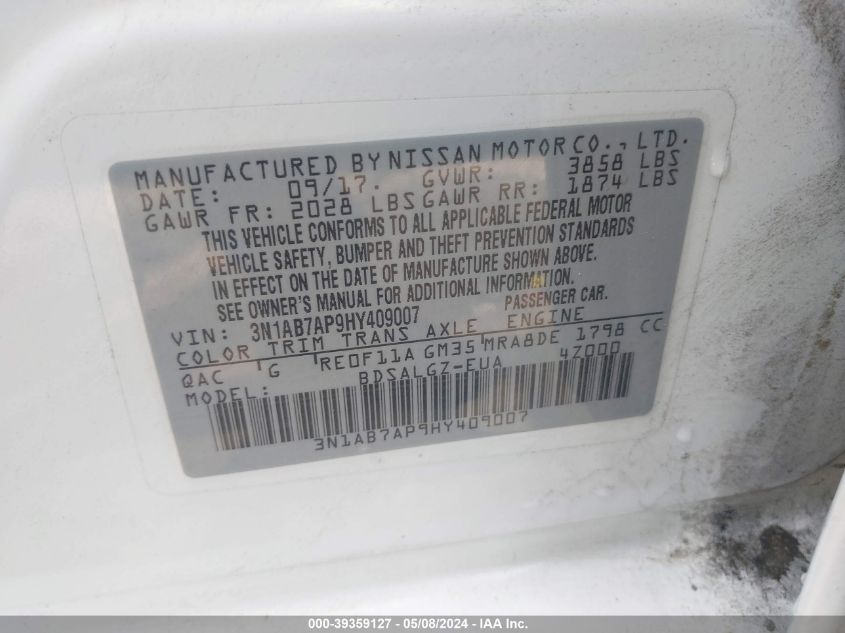 MANUFACTURED BY NISSAN MOTOR CO., LTD.
DATE: 09/17. GVWR: 3858 LBS
GAWR FR: 2028 LBS GAWR RR: 1874 LBS
THIS VEHICLE CONFORMS TO ALL APPLICABLE FEDERAL MOTOR
VEHICLE SAFETY, BUMPER AND THEFT PREVENTION STANDARDS
IN EFFECT ON THE DATE OF MANUFACTURE SHOWN ABOVE.
SEE OWNER'S MANUAL FOR ADDITIONAL INFORMATION.
VIN: 3N1AB7AP9HY409007 PASSENGER CAR.
COLOR TRIM TRANS AXLE ENGINE
QAC G RE0F11A GM35 MRA8DE 1798 CC
MODEL: BDSALGZ-EUA 4Z000
3N1AB7AP9HY409007
000-39359127 - 05/08/2024 - IAA Inc.